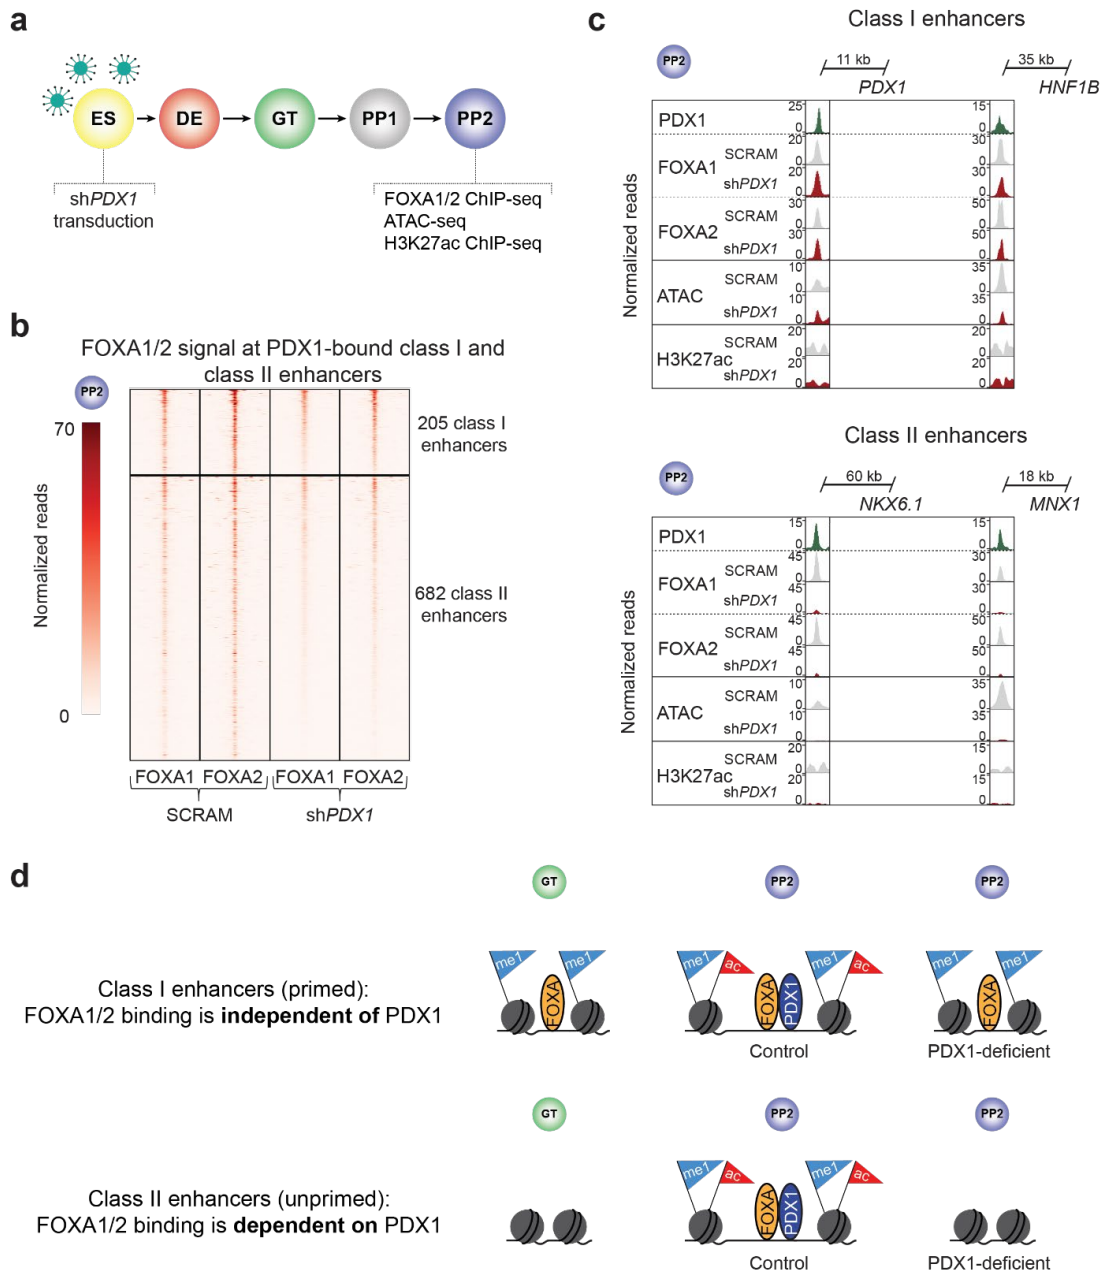 a
ES
DE
GT
PP1
PP2
shPDX1
transduction
FOXA1/2 ChIP-seq
ATAC-seq
H3K27ac ChIP-seq
b
FOXA1/2 signal at PDX1-bound class I and
class II enhancers
PP2
70
Normalized reads
0
205 class I
enhancers
682 class II
enhancers
FOXA1 FOXA2 FOXA1 FOXA2
SCRAM shPDX1
c
Class I enhancers
PP2
11 kb
PDX1
35 kb
HNF1B
Normalized reads
PDX1 25 0 15 0
FOXA1 SCRAM 20 0 30 0
shPDX1 20 0 30 0
FOXA2 SCRAM 30 0 50 0
shPDX1 30 0 50 0
ATAC SCRAM 10 0 35 0
shPDX1 10 0 35 0
H3K27ac SCRAM 20 0 20 0
shPDX1 20 0 20 0
Class II enhancers
PP2
60 kb
NKX6.1
18 kb
MNX1
Normalized reads
PDX1 15 0 15 0
FOXA1 SCRAM 45 0 30 0
shPDX1 45 0 30 0
FOXA2 SCRAM 45 0 50 0
shPDX1 45 0 50 0
ATAC SCRAM 10 0 35 0
shPDX1 10 0 35 0
H3K27ac SCRAM 20 0 15 0
shPDX1 20 0 15 0
d
GT
PP2
PP2
Class I enhancers (primed):
FOXA1/2 binding is independent of PDX1
me1 FOXA me1
me1 ac FOXA PDX1 me1 ac
Control
me1 FOXA me1
PDX1-deficient
GT
PP2
PP2
Class II enhancers (unprimed):
FOXA1/2 binding is dependent on PDX1
me1 ac FOXA PDX1 me1 ac
Control
PDX1-deficient